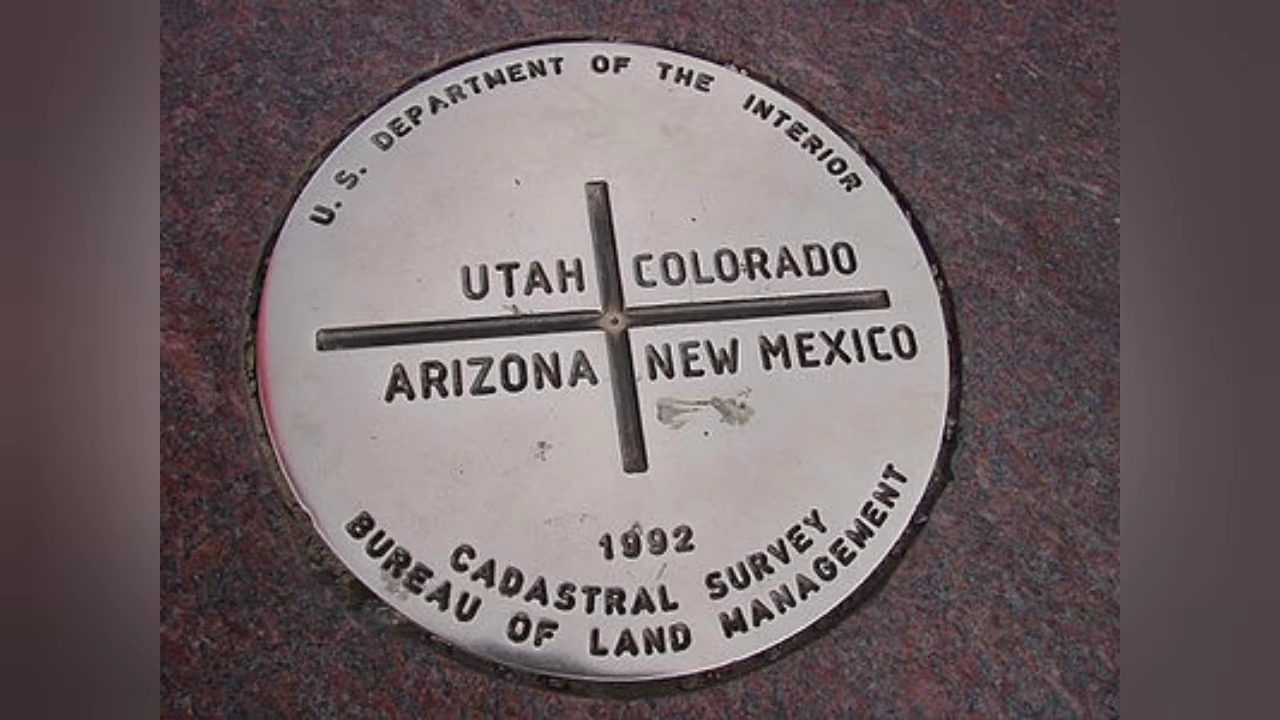 U. S. DEPARTMENT OF THE INTERIOR
UTAH COLORADO
ARIZONA NEW MEXICO
1992
CADASTRAL SURVEY
BUREAU OF LAND MANAGEMENT